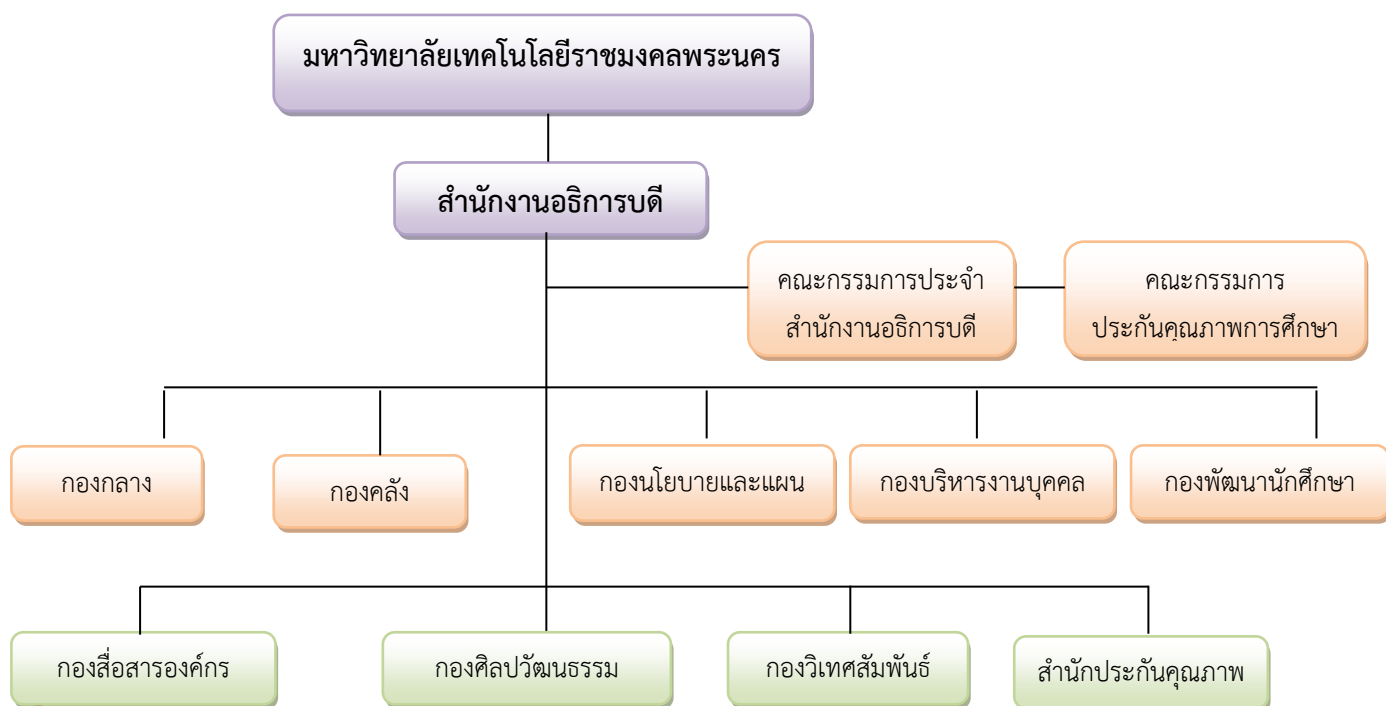 มหาวิทยาลัยเทคโนโลยีราชมงคลพระนคร
สำนักงานอธิการบดี
คณะกรรมการประจำ
สำนักงานอธิการบดี
คณะกรรมการ
ประกันคุณภาพการศึกษา
กองกลาง
กองคลัง
กองนโยบายและแผน
กองบริหารงานบุคคล
กองพัฒนานักศึกษา
กองสื่อสารองค์กร
กองศิลปวัฒนธรรม
กองวิเทศสัมพันธ์
สำนักประกันคุณภาพ